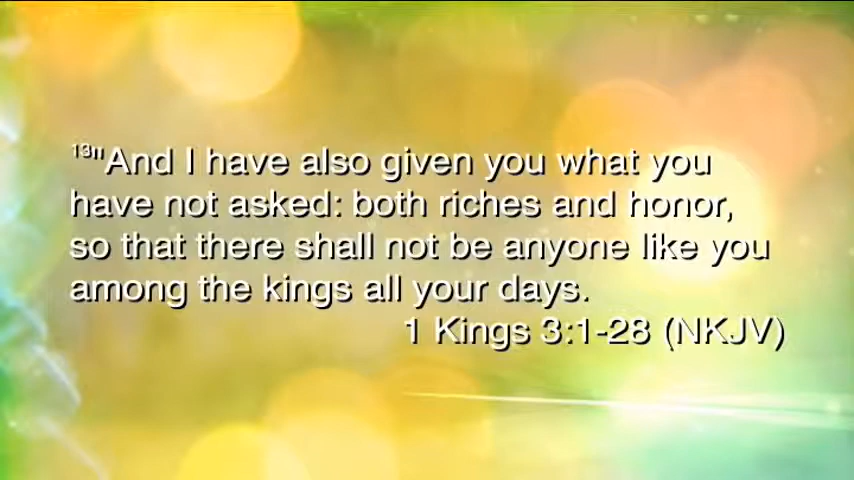 13"And I have also given you what you
have not asked: both riches and honor,
so that there shall not be anyone like you
among the kings all your days.
1 Kings 3:1-28 (NKJV)